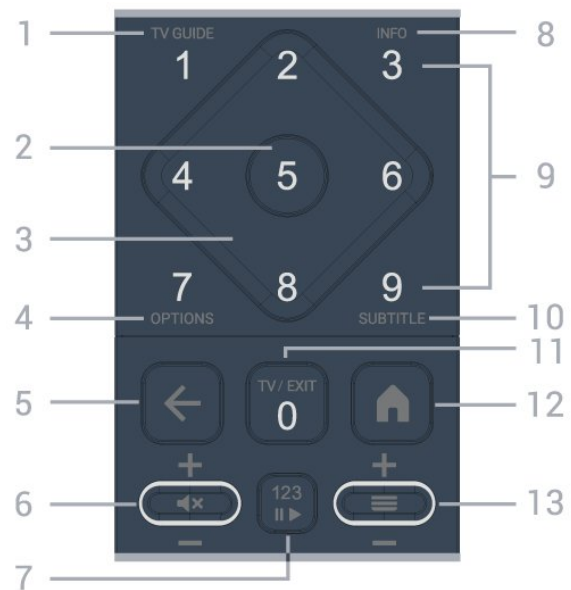 1 TV GUIDE INFO 8
1 2 3
2 4 5 6 9
3
7 8 9
4 OPTIONS SUBTITLE 10
11
5 TV / EXIT 12
0
+ +
6 123 13
− −
7